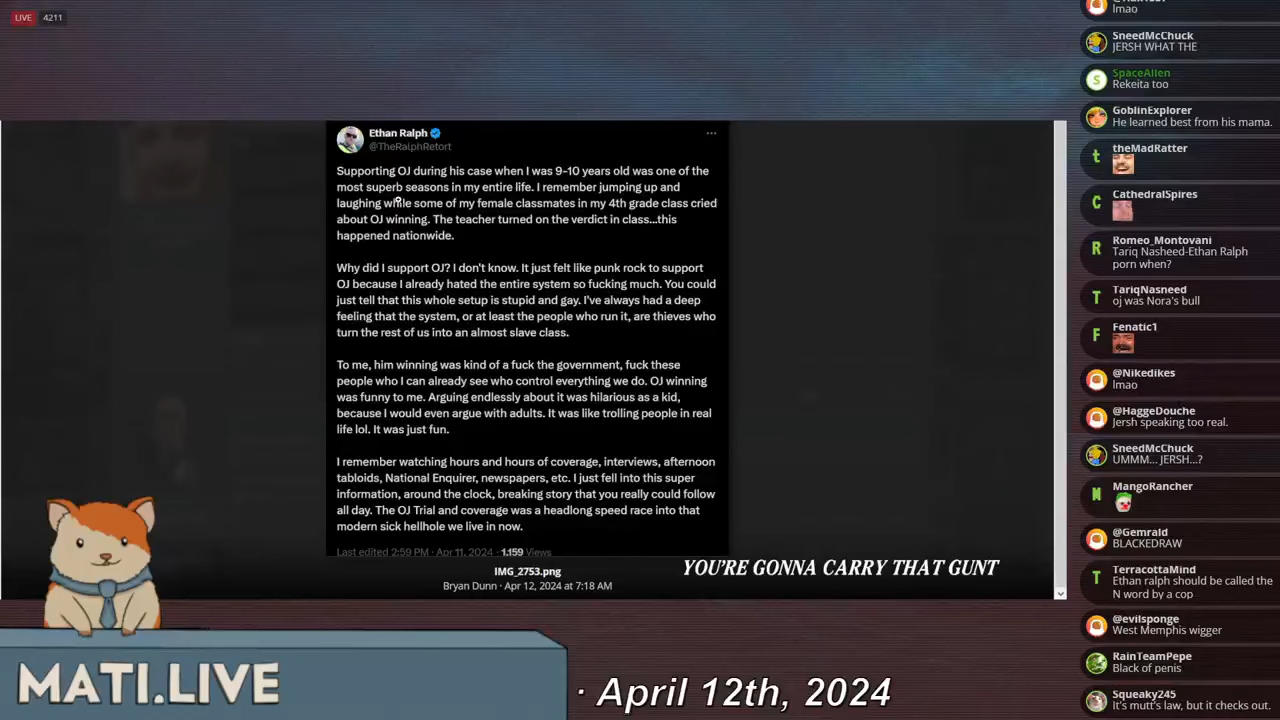 LIVE 4211
Ethan Ralph
@TheRalphRetort
Supporting OJ during his case when I was 9-10 years old was one of the
most superb seasons in my entire life. I remember jumping up and
laughing while some of my female classmates in my 4th grade class cried
about OJ winning. The teacher turned on the verdict in class...this
happened nationwide.
Why did I support OJ? I don't know. It just felt like punk rock to support
OJ because I already hated the entire system so fucking much. You could
just tell that this whole setup is stupid and gay. I've always had a deep
feeling that the system, or at least the people who run it, are thieves who
turn the rest of us into an almost slave class.
To me, him winning was kind of a fuck the government, fuck these
people who I can already see who control everything we do. OJ winning
was funny to me. Arguing endlessly about it was hilarious as a kid,
because I would even argue with adults. It was like trolling people in real
life lol. It was just fun.
I remember watching hours and hours of coverage, interviews, afternoon
tabloids, National Enquirer, newspapers, etc. I just fell into this super
information, around the clock, breaking story that you really could follow
all day. The OJ Trial and coverage was a headlong speed race into that
modern sick hellhole we live in now.
Last edited 2:59 PM · Apr 11, 2024 · 1,159 Views
IMG_2753.png
Bryan Dunn - Apr 12, 2024 at 7:18 AM
YOU'RE GONNA CARRY THAT GUNT
MATI.LIVE
· April 12th, 2024
lmao
SneedMcChuck
JERSH WHAT THE
SpaceAlien
Rekeita too
GoblinExplorer
He learned best from his mama.
theMadRatter
CathedralSpires
Romeo_Montovani
Tariq Nasheed-Ethan Ralph
porn when?
TariqNasneed
oj was Nora's bull
Fenatic1
@Nikedikes
lmao
@HaggeDouche
Jersh speaking too real.
SneedMcChuck
UMMM... JERSH...?
MangoRancher
@Gemrald
BLACKEDRAW
TerracottaMind
Ethan ralph should be called the
N word by a cop
@evilsponge
West Memphis wigger
RainTeamPepe
Black of penis
Squeaky245
It's mutt's law, but it checks out.